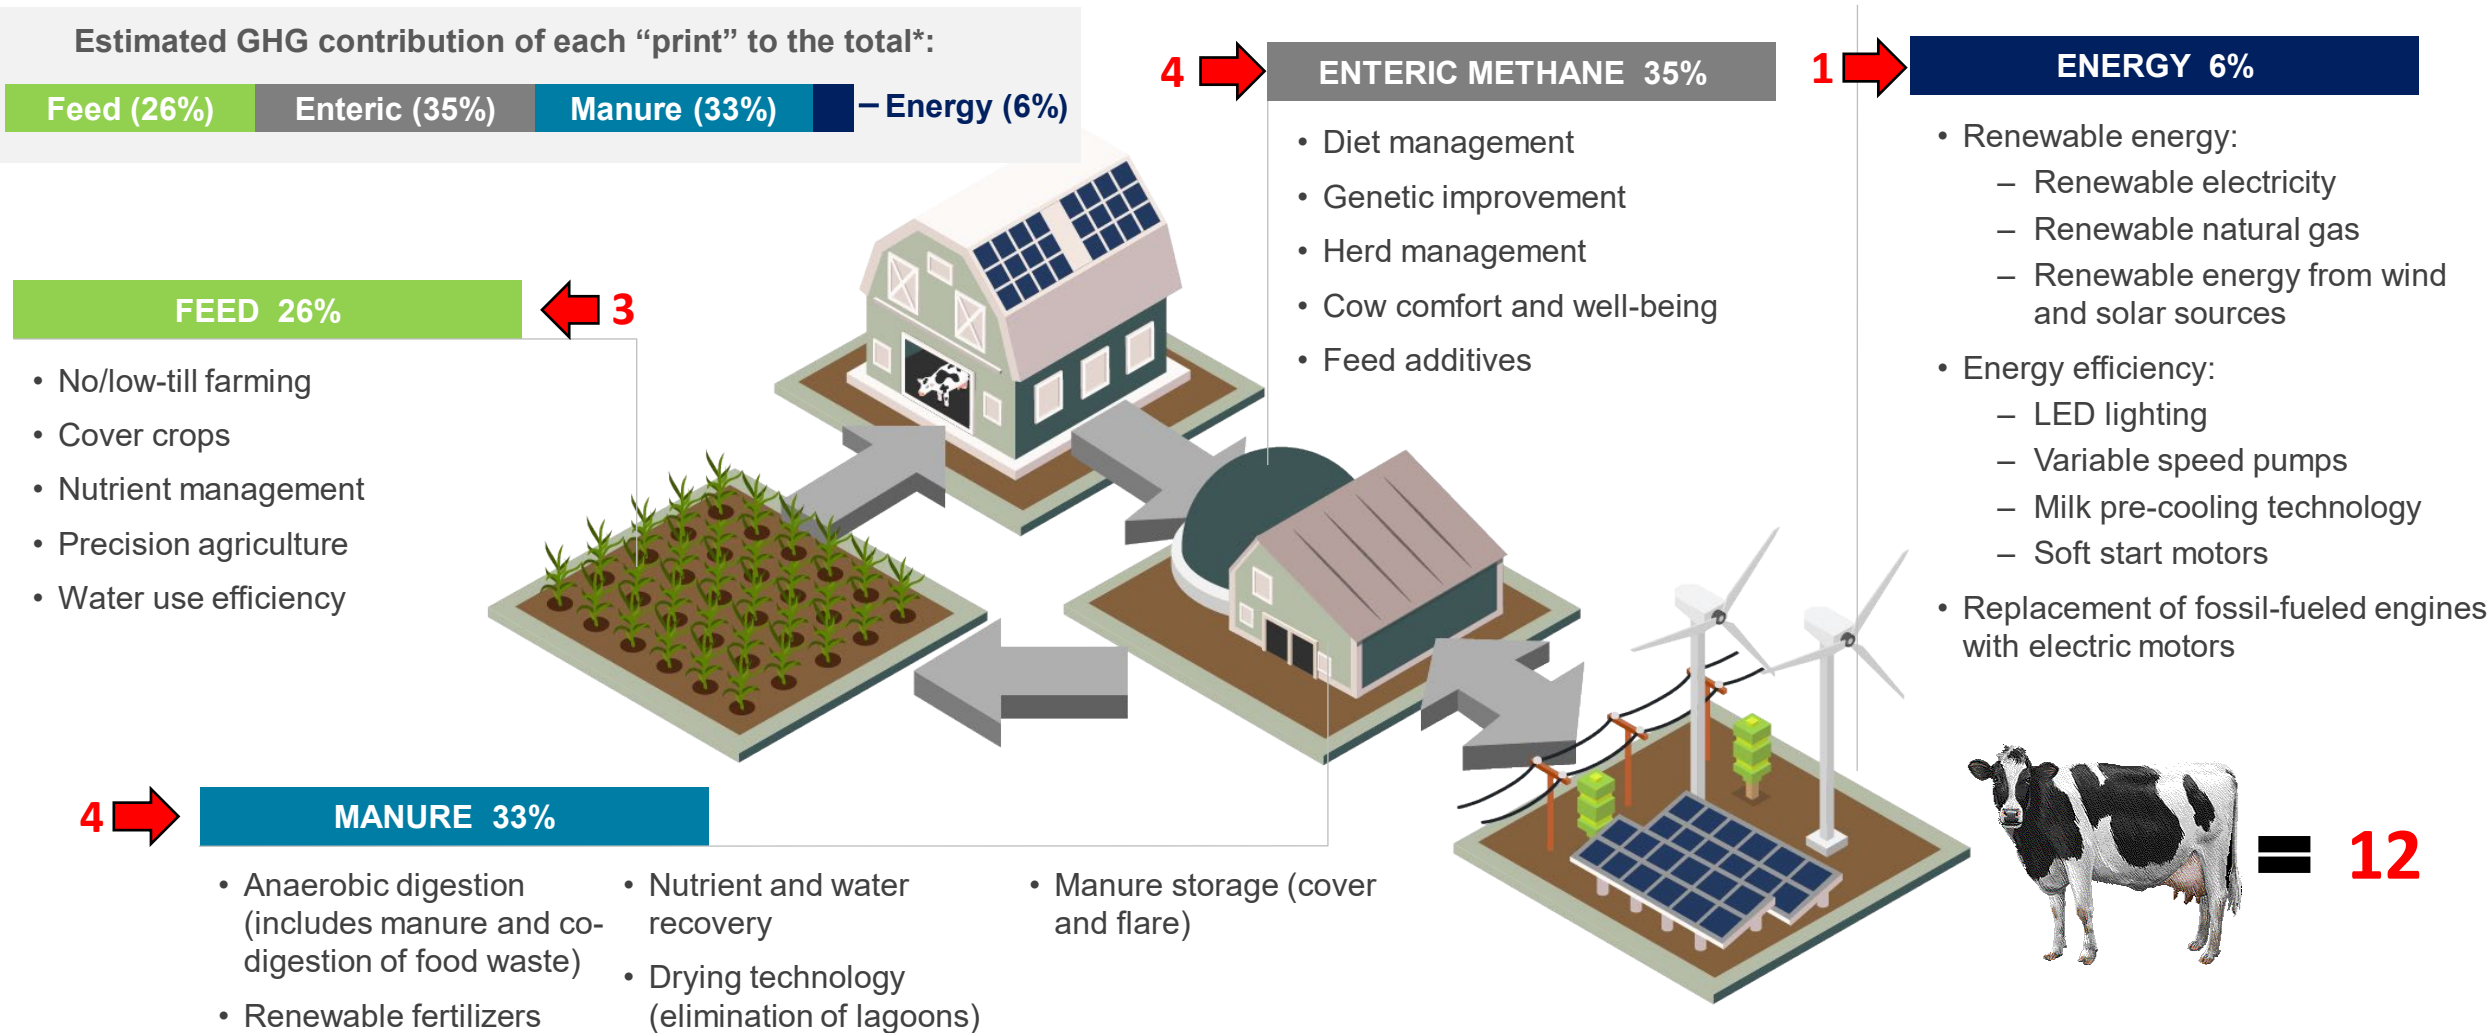 Estimated GHG contribution of each “print” to the total*:
Feed (26%)
Enteric (35%)
Manure (33%)
Energy (6%)
4
ENTERIC METHANE 35%
• Diet management
• Genetic improvement
• Herd management
• Cow comfort and well-being
• Feed additives
1
ENERGY 6%
• Renewable energy:
– Renewable electricity
– Renewable natural gas
– Renewable energy from wind
and solar sources
• Energy efficiency:
– LED lighting
– Variable speed pumps
– Milk pre-cooling technology
– Soft start motors
• Replacement of fossil-fueled engines
with electric motors
FEED 26%
3
• No/low-till farming
• Cover crops
• Nutrient management
• Precision agriculture
• Water use efficiency
4
MANURE 33%
• Anaerobic digestion
(includes manure and co-
digestion of food waste)
• Renewable fertilizers
• Nutrient and water
recovery
• Drying technology
(elimination of lagoons)
• Manure storage (cover
and flare)
= 12